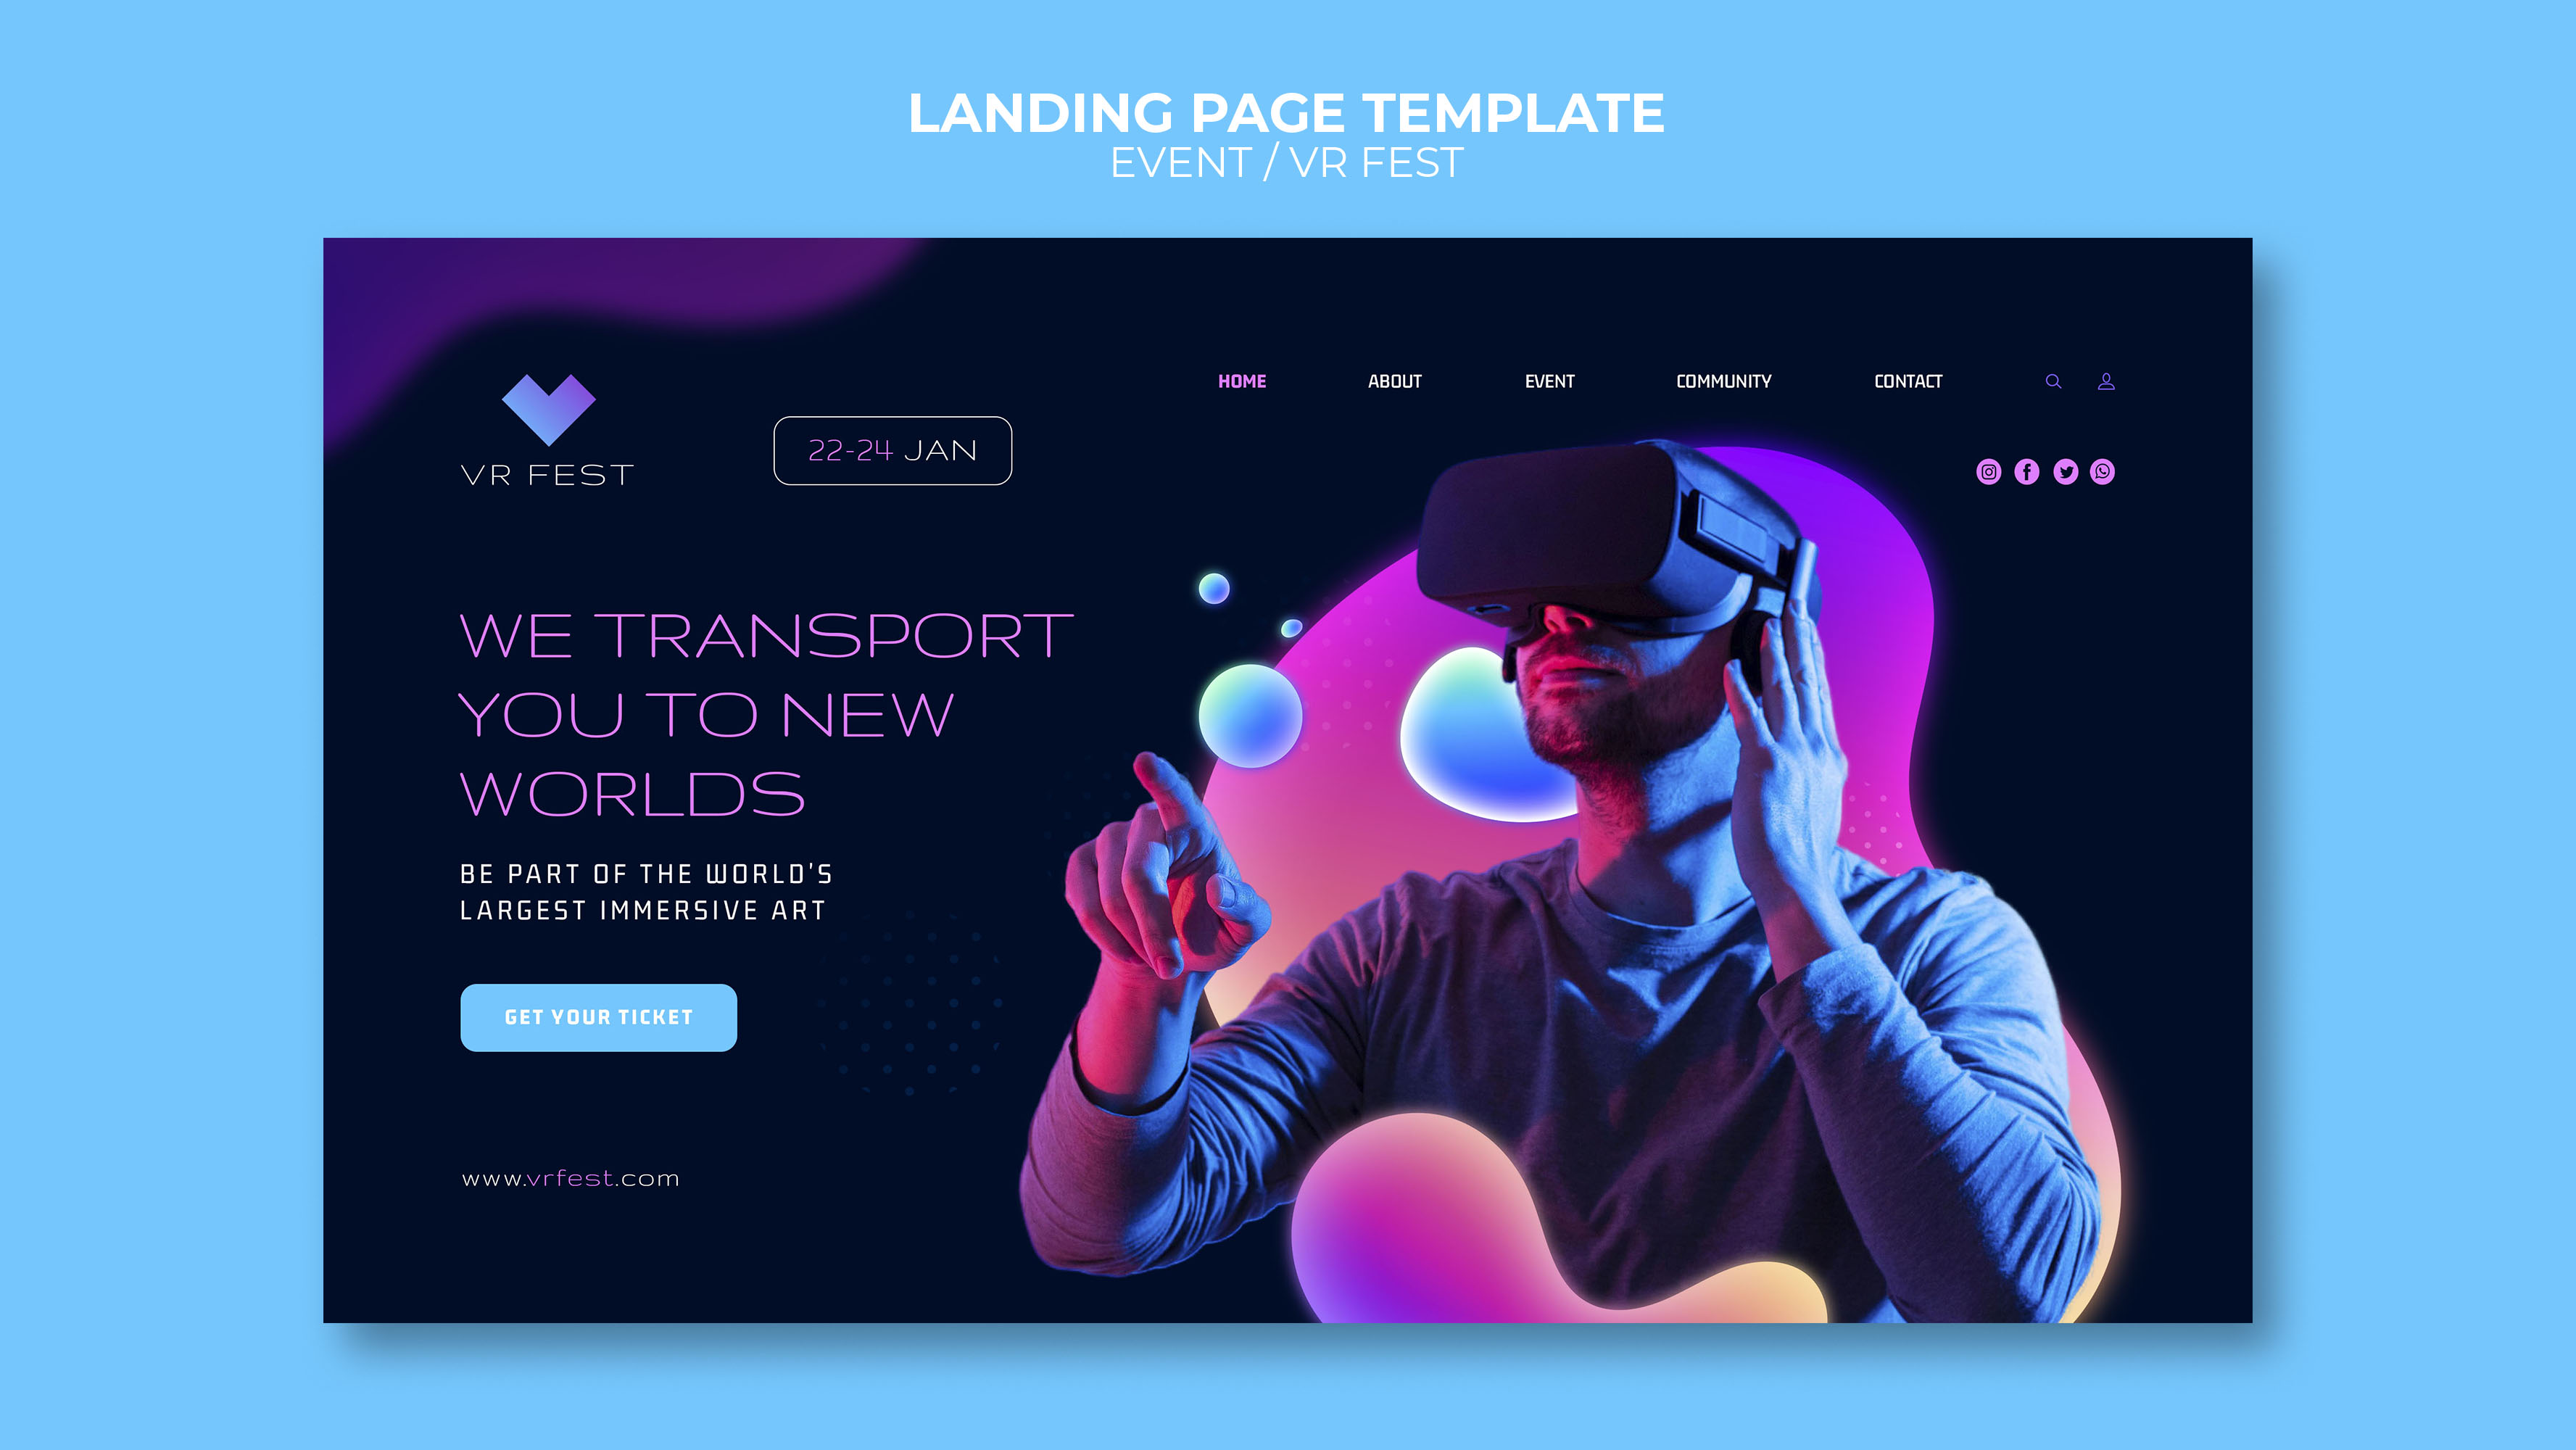 LANDING PAGE TEMPLATE
EVENT / VR FEST
HOME ABOUT EVENT COMMUNITY CONTACT
VR FEST
22-24 JAN
WE TRANSPORT
YOU TO NEW
WORLDS
BE PART OF THE WORLD'S
LARGEST IMMERSIVE ART
GET YOUR TICKET
www.vrfest.com